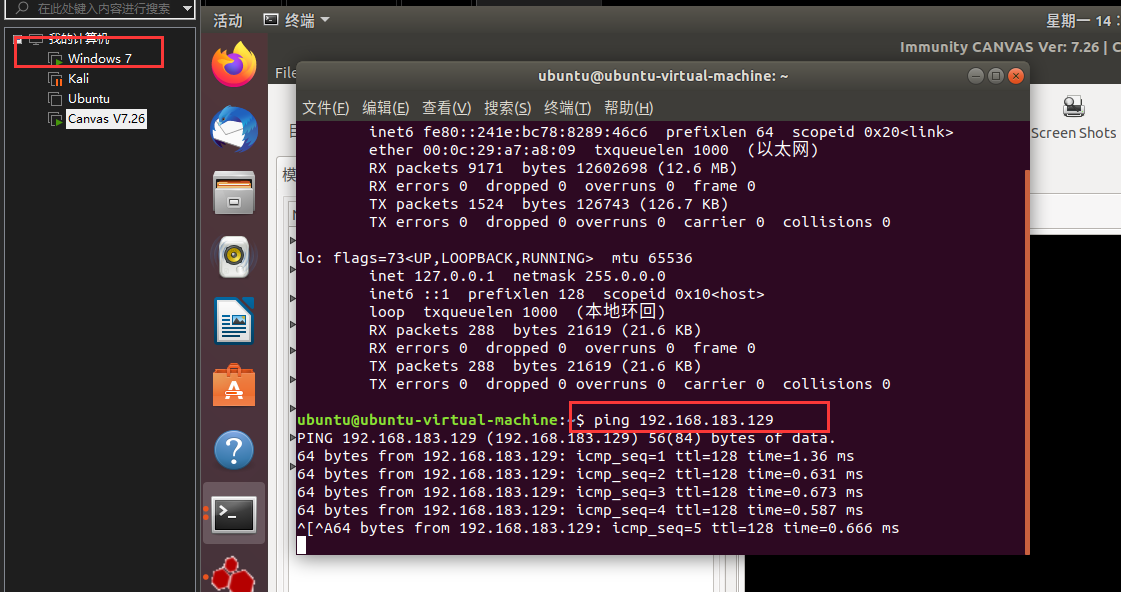 在此处键入内容进行搜索
我的计算机
Windows 7
Kali
Ubuntu
Canvas V7.26
活动
终端
星期一 14：
Immunity CANVAS Ver: 7.26 | C
File
Screen Shots
ubuntu@ubuntu-virtual-machine: ~
文件(F) 编辑(E) 查看(V) 搜索(S) 终端(T) 帮助(H)
inet6 fe80::241e:bc78:8289:46c6 prefixlen 64 scopeid 0x20<link>
ether 00:0c:29:a7:a8:09 txqueuelen 1000 (以太网)
RX packets 9171 bytes 12602698 (12.6 MB)
RX errors 0 dropped 0 overruns 0 frame 0
TX packets 1524 bytes 126743 (126.7 KB)
TX errors 0 dropped 0 overruns 0 carrier 0 collisions 0
lo: flags=73<UP,LOOPBACK,RUNNING> mtu 65536
inet 127.0.0.1 netmask 255.0.0.0
inet6 ::1 prefixlen 128 scopeid 0x10<host>
loop txqueuelen 1000 (本地环回)
RX packets 288 bytes 21619 (21.6 KB)
RX errors 0 dropped 0 overruns 0 frame 0
TX packets 288 bytes 21619 (21.6 KB)
TX errors 0 dropped 0 overruns 0 carrier 0 collisions 0
ubuntu@ubuntu-virtual-machine:~$ ping 192.168.183.129
PING 192.168.183.129 (192.168.183.129) 56(84) bytes of data.
64 bytes from 192.168.183.129: icmp_seq=1 ttl=128 time=1.36 ms
64 bytes from 192.168.183.129: icmp_seq=2 ttl=128 time=0.631 ms
64 bytes from 192.168.183.129: icmp_seq=3 ttl=128 time=0.673 ms
64 bytes from 192.168.183.129: icmp_seq=4 ttl=128 time=0.587 ms
^[^A64 bytes from 192.168.183.129: icmp_seq=5 ttl=128 time=0.666 ms